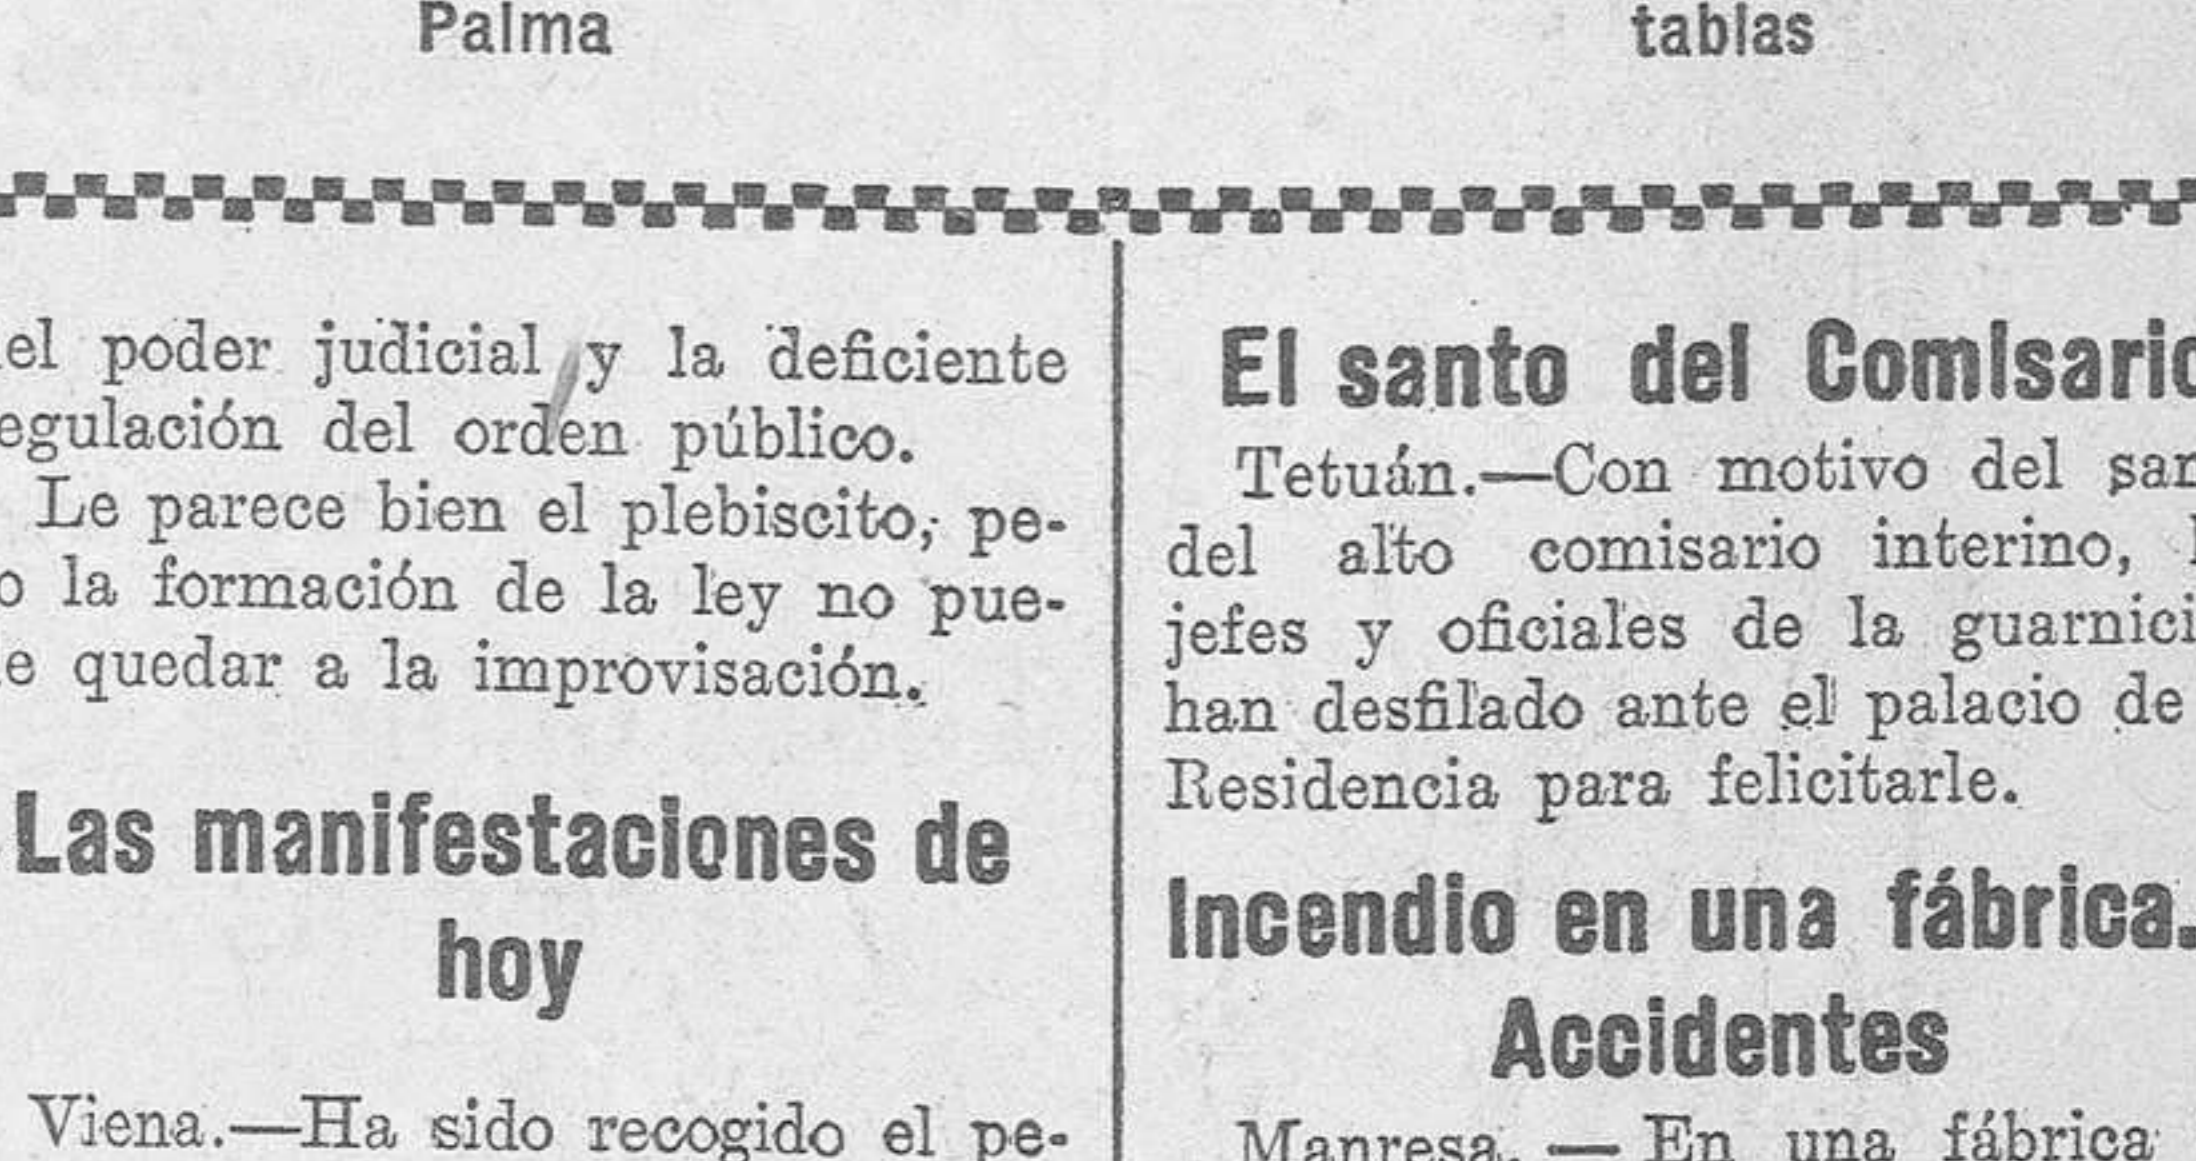 Palma
tablas
el poder judicial y la deficiente
egulación del orden público.
Le parece bien el plebiscito, pe-
o la formación de la ley no pue-
e quedar a la improvisación.
Las manifestaciones de
hoy
Viena.—Ha sido recogido el pe-
El santo del Comisario
Tetuán.—Con motivo del san
del alto comisario interino, l
jefes y oficiales de la guarnici
han desfilado ante el palacio de
Residencia para felicitarle.
Incendio en una fábrica.
Accidentes
Manresa. — En una fábrica